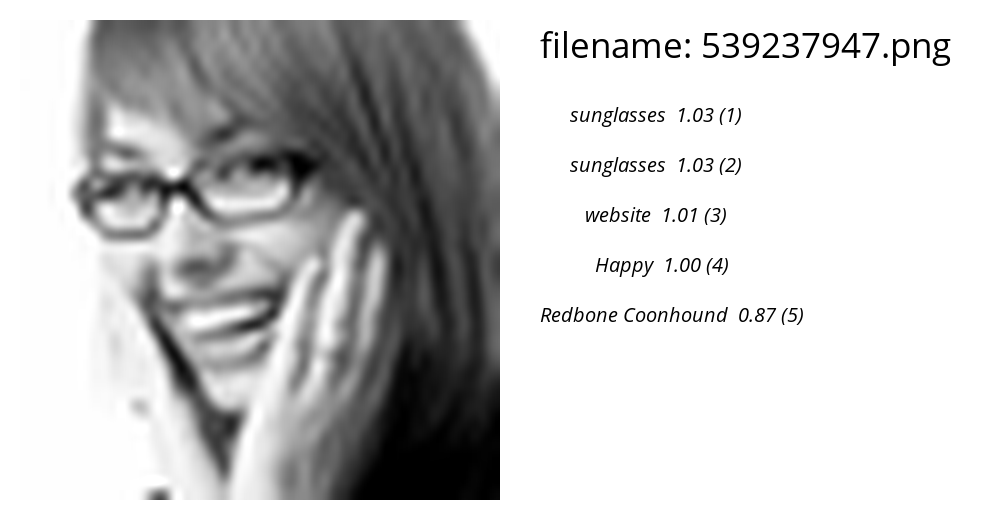 filename: 539237947.png
sunglasses 1.03 (1)
sunglasses 1.03 (2)
website 1.01 (3)
Happy 1.00 (4)
Redbone Coonhound 0.87 (5)